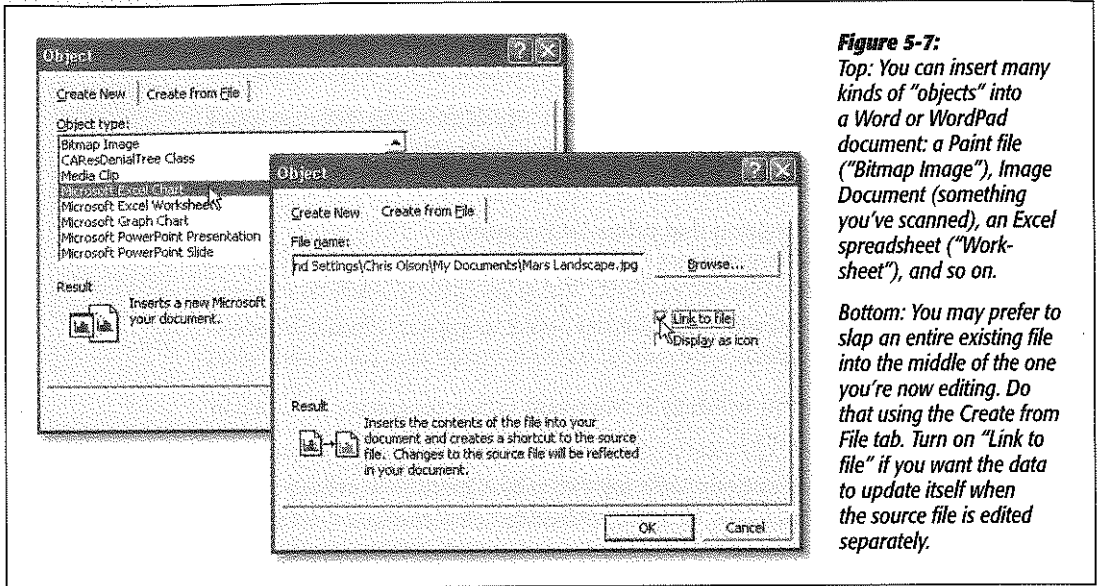 Object
Create New
Create from File
Object type:
Bitmap Image
CAResDenialTree Class
Media Clip
Microsoft Excel Chart
Microsoft Excel Worksheet
Microsoft Graph Chart
Microsoft PowerPoint Presentation
Microsoft PowerPoint Slide
Result
Inserts a new Microsoft
your document.
Object
Create New
Create from File
File name:
nd Settings\Chris Olson\My Documents\Mars Landscape.jpg
Browse...
Link to file
Display as icon
Result
Inserts the contents of the file into your
document and creates a shortcut to the source
file. Changes to the source file will be reflected
in your document.
OK
Cancel
Figure 5-7:
Top: You can insert many
kinds of "objects" into
a Word or WordPad
document: a Paint file
("Bitmap Image"), Image
Document (something
you've scanned), an Excel
spreadsheet ("Work-
sheet"), and so on.
Bottom: You may prefer to
slap an entire existing file
into the middle of the one
you're now editing. Do
that using the Create from
File tab. Turn on "Link to
file" if you want the data
to update itself when
the source file is edited
separately.